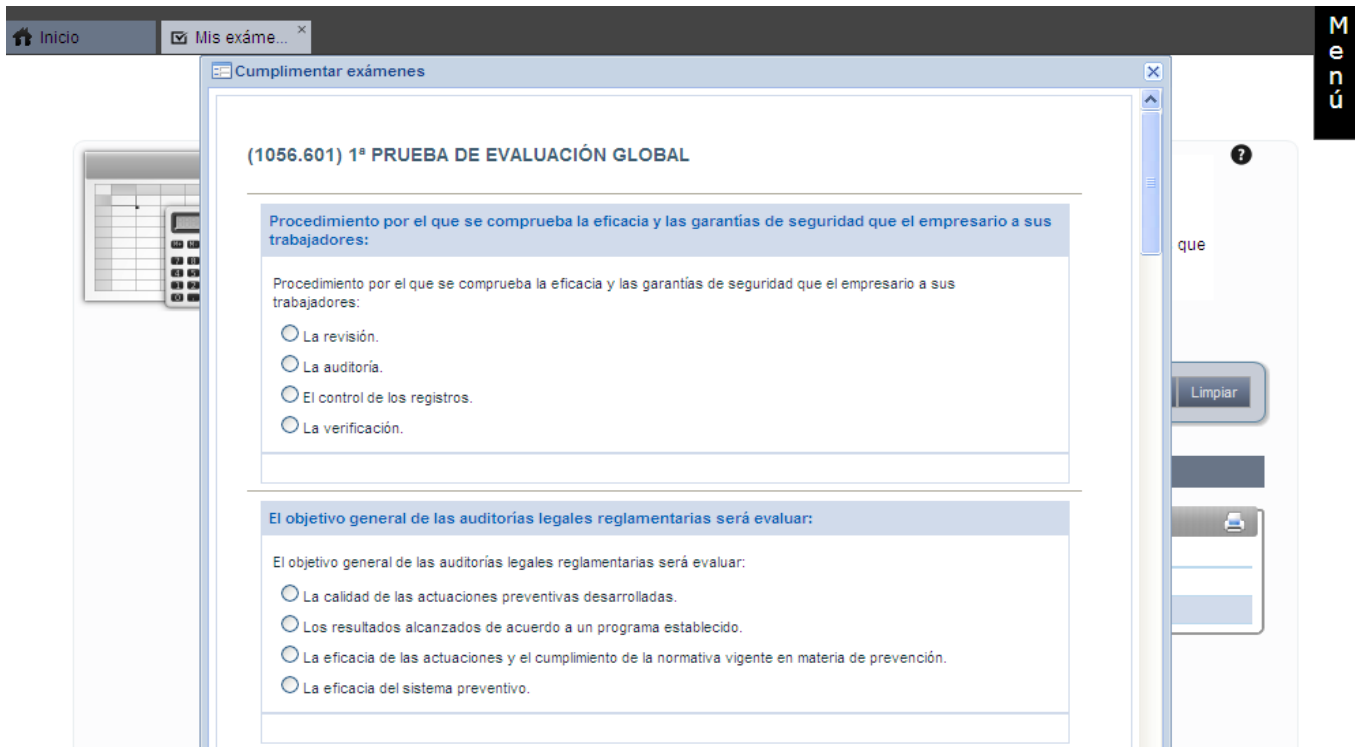 Inicio
Mis exáme...
Menú
Cumplimentar exámenes
(1056.601) 1ª PRUEBA DE EVALUACIÓN GLOBAL
Procedimiento por el que se comprueba la eficacia y las garantías de seguridad que el empresario a sus
trabajadores:
que
Procedimiento por el que se comprueba la eficacia y las garantías de seguridad que el empresario a sus
trabajadores:
La revisión.
La auditoría.
El control de los registros.
Limpiar
La verificación.
El objetivo general de las auditorías legales reglamentarias será evaluar:
El objetivo general de las auditorías legales reglamentarias será evaluar:
La calidad de las actuaciones preventivas desarrolladas.
Los resultados alcanzados de acuerdo a un programa establecido.
La eficacia de las actuaciones y el cumplimiento de la normativa vigente en materia de prevención.
La eficacia del sistema preventivo.